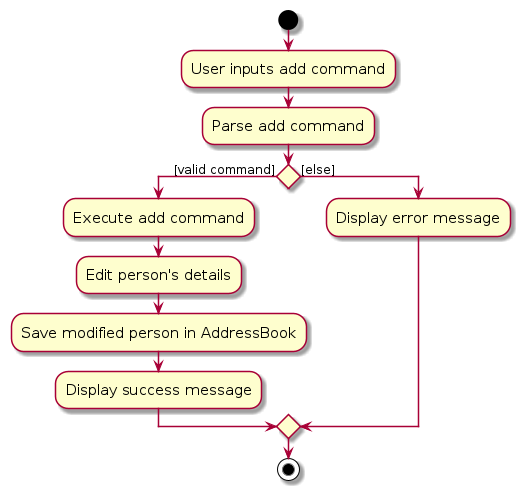 User inputs add command
Parse add command
[valid command]
[else]
Execute add command
Display error message
Edit person's details
Save modified person in AddressBook
Display success message